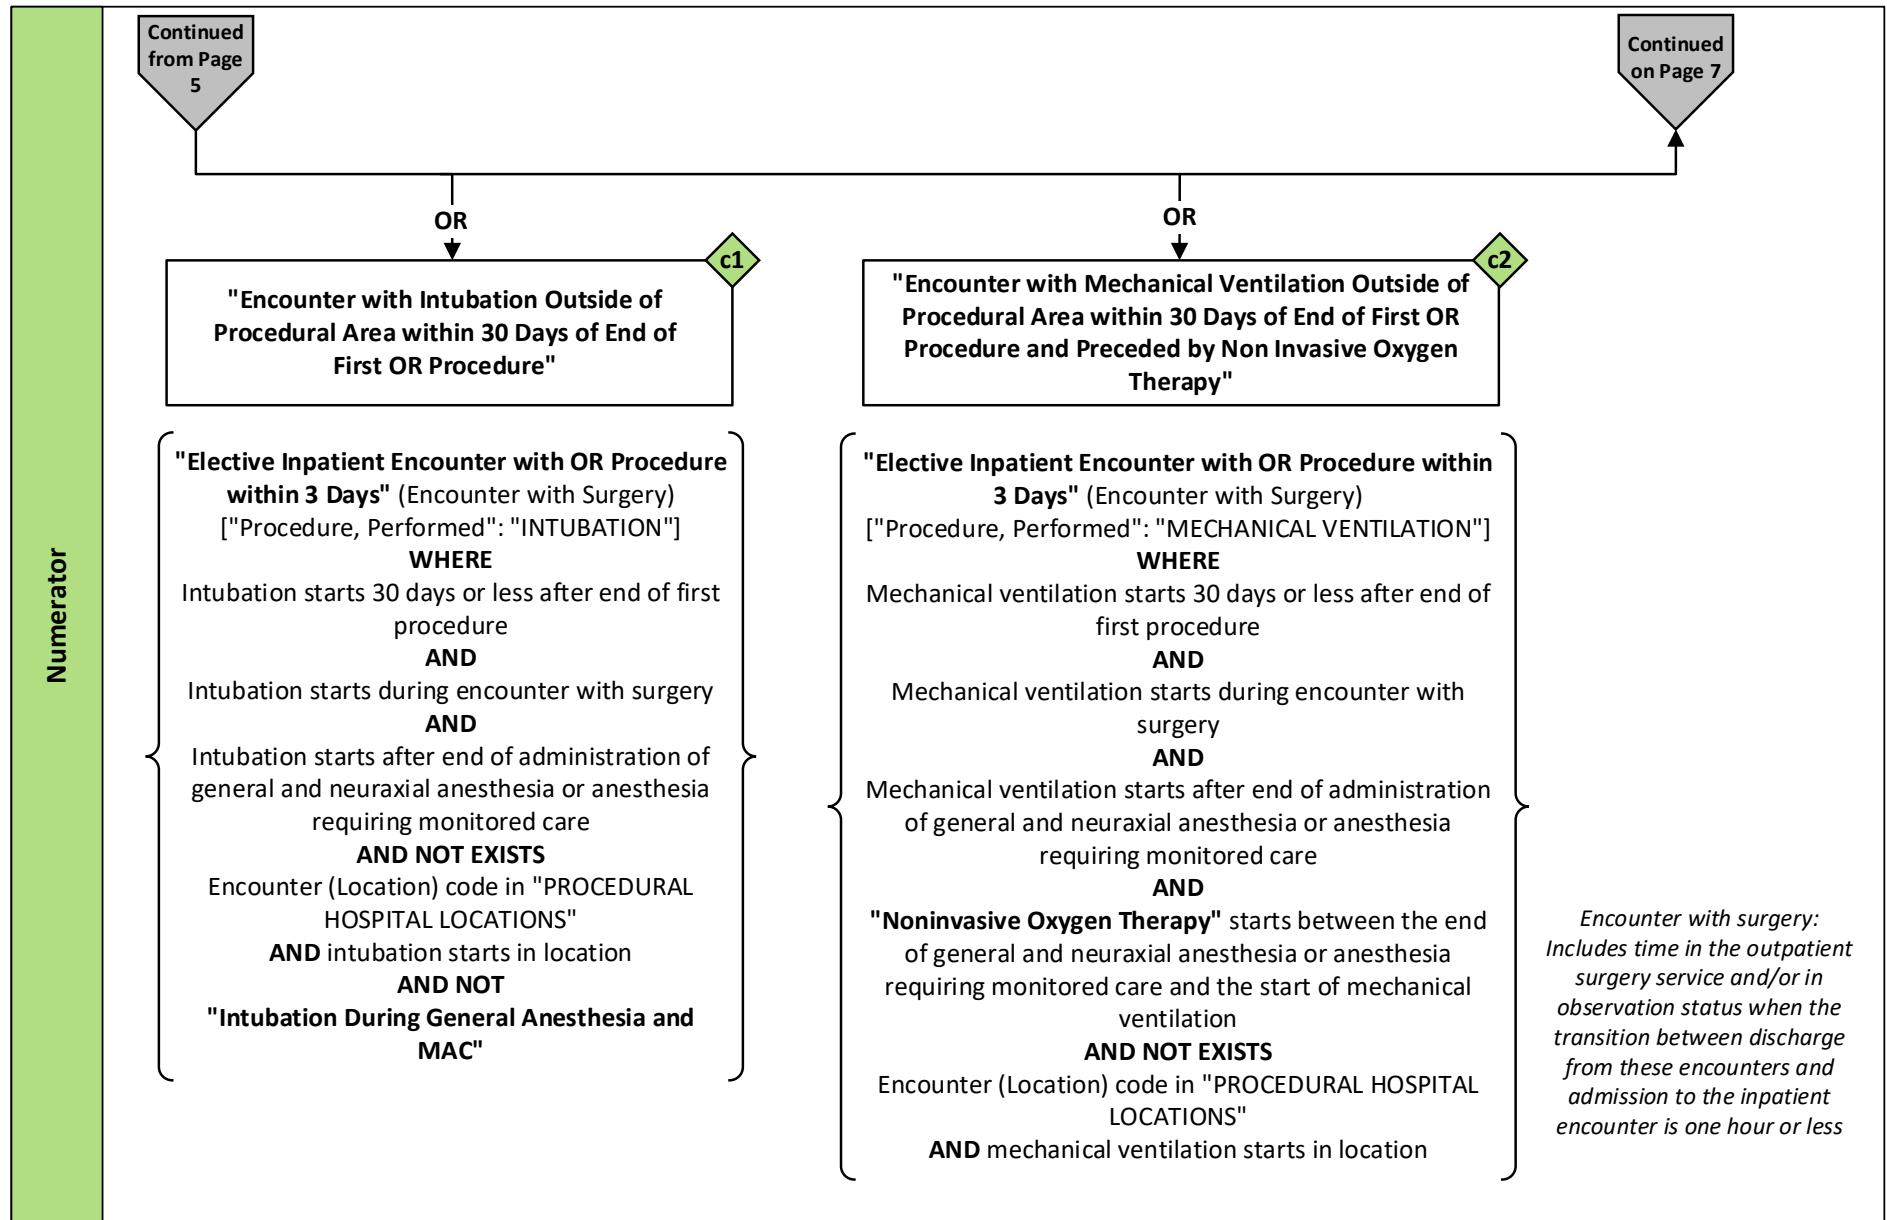 Continued
from Page
5
Continued
on Page 7
Numerator
OR
c1
"Encounter with Intubation Outside of
Procedural Area within 30 Days of End of
First OR Procedure"
"Elective Inpatient Encounter with OR Procedure
within 3 Days" (Encounter with Surgery)
["Procedure, Performed": "INTUBATION"]
WHERE
Intubation starts 30 days or less after end of first
procedure
AND
Intubation starts during encounter with surgery
AND
Intubation starts after end of administration of
general and neuraxial anesthesia or anesthesia
requiring monitored care
AND NOT EXISTS
Encounter (Location) code in "PROCEDURAL
HOSPITAL LOCATIONS"
AND intubation starts in location
AND NOT
"Intubation During General Anesthesia and
MAC"
OR
c2
"Encounter with Mechanical Ventilation Outside of
Procedural Area within 30 Days of End of First OR
Procedure and Preceded by Non Invasive Oxygen
Therapy"
"Elective Inpatient Encounter with OR Procedure within
3 Days" (Encounter with Surgery)
["Procedure, Performed": "MECHANICAL VENTILATION"]
WHERE
Mechanical ventilation starts 30 days or less after end of
first procedure
AND
Mechanical ventilation starts during encounter with
surgery
AND
Mechanical ventilation starts after end of administration
of general and neuraxial anesthesia or anesthesia
requiring monitored care
AND
"Noninvasive Oxygen Therapy" starts between the end
of general and neuraxial anesthesia or anesthesia
requiring monitored care and the start of mechanical
ventilation
AND NOT EXISTS
Encounter (Location) code in "PROCEDURAL HOSPITAL
LOCATIONS"
AND mechanical ventilation starts in location
Encounter with surgery:
Includes time in the outpatient
surgery service and/or in
observation status when the
transition between discharge
from these encounters and
admission to the inpatient
encounter is one hour or less